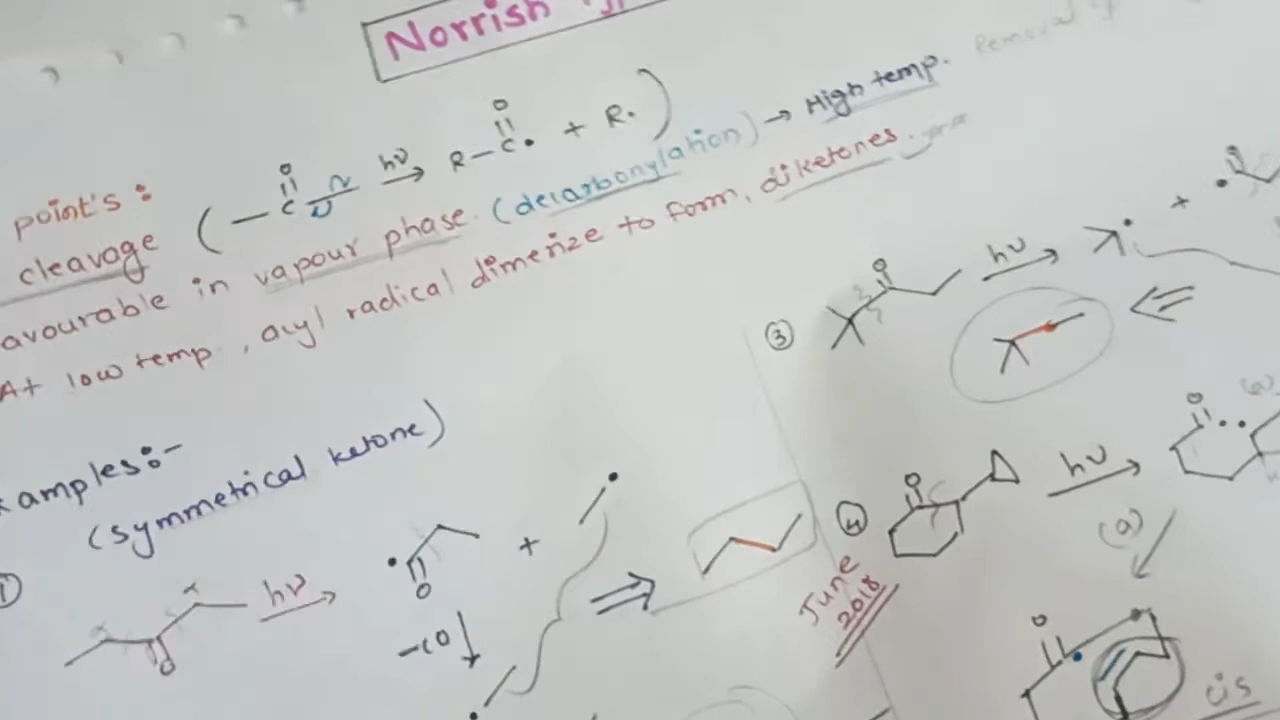 Norrish
point's :
cleavage ( — C O hν → R — C • O + R• )
avourable in vapour phase. (decarbonylation) → High temp. Removal
At low temp, acyl radical dimerize to form, diketones.
amples:-
(symmetrical ketone)
O hν → • O +
-CO ↓
③ O hν → • + • O
④ O hν → O •• (a)
June
2018
(a)
O
cis